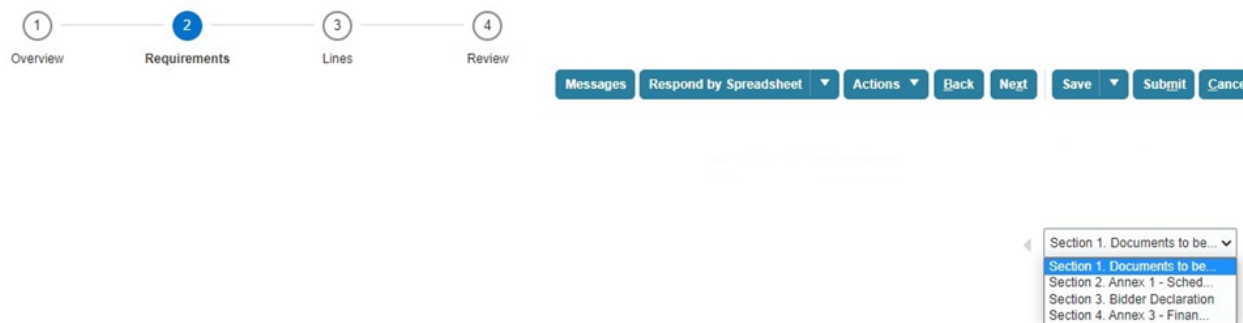 1 2 3 4
Overview Requirements Lines Review
Messages Respond by Spreadsheet Actions Back Next Save Submit Cance
Section 1. Documents to be...
Section 1. Documents to be...
Section 2. Annex 1 - Sched...
Section 3. Bidder Declaration
Section 4. Annex 3 - Finan...